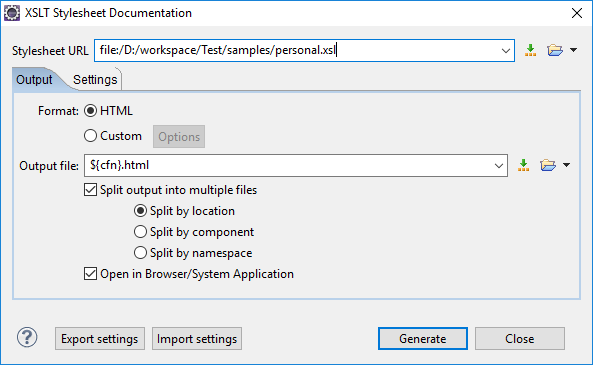 XSLT Stylesheet Documentation
Stylesheet URL file:/D:/workspace/Test/samples/personal.xsl
Output Settings
Format: HTML
Custom Options
Output file: ${cfn}.html
Split output into multiple files
Split by location
Split by component
Split by namespace
Open in Browser/System Application
? Export settings Import settings Generate Close